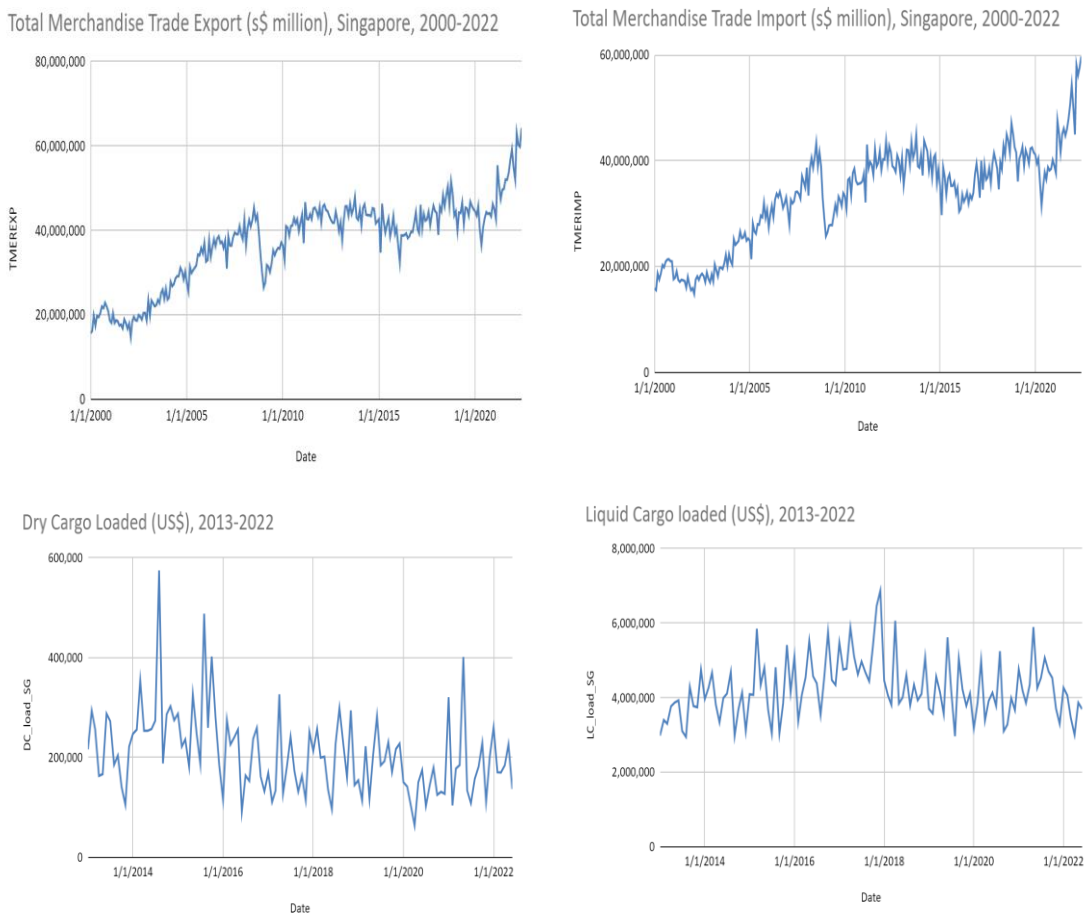 Total Merchandise Trade Export (s$ million), Singapore, 2000-2022
80,000,000
60,000,000
40,000,000
20,000,000
0
TMEREXP
1/1/2000 1/1/2005 1/1/2010 1/1/2015 1/1/2020
Date
Total Merchandise Trade Import (s$ million), Singapore, 2000-2022
60,000,000
40,000,000
20,000,000
0
TMERIMP
1/1/2000 1/1/2005 1/1/2010 1/1/2015 1/1/2020
Date
Dry Cargo Loaded (US$), 2013-2022
600,000
400,000
200,000
0
DC_load_SG
1/1/2014 1/1/2016 1/1/2018 1/1/2020 1/1/2022
Date
Liquid Cargo loaded (US$), 2013-2022
8,000,000
6,000,000
4,000,000
2,000,000
0
LC_load_SG
1/1/2014 1/1/2016 1/1/2018 1/1/2020 1/1/2022
Date